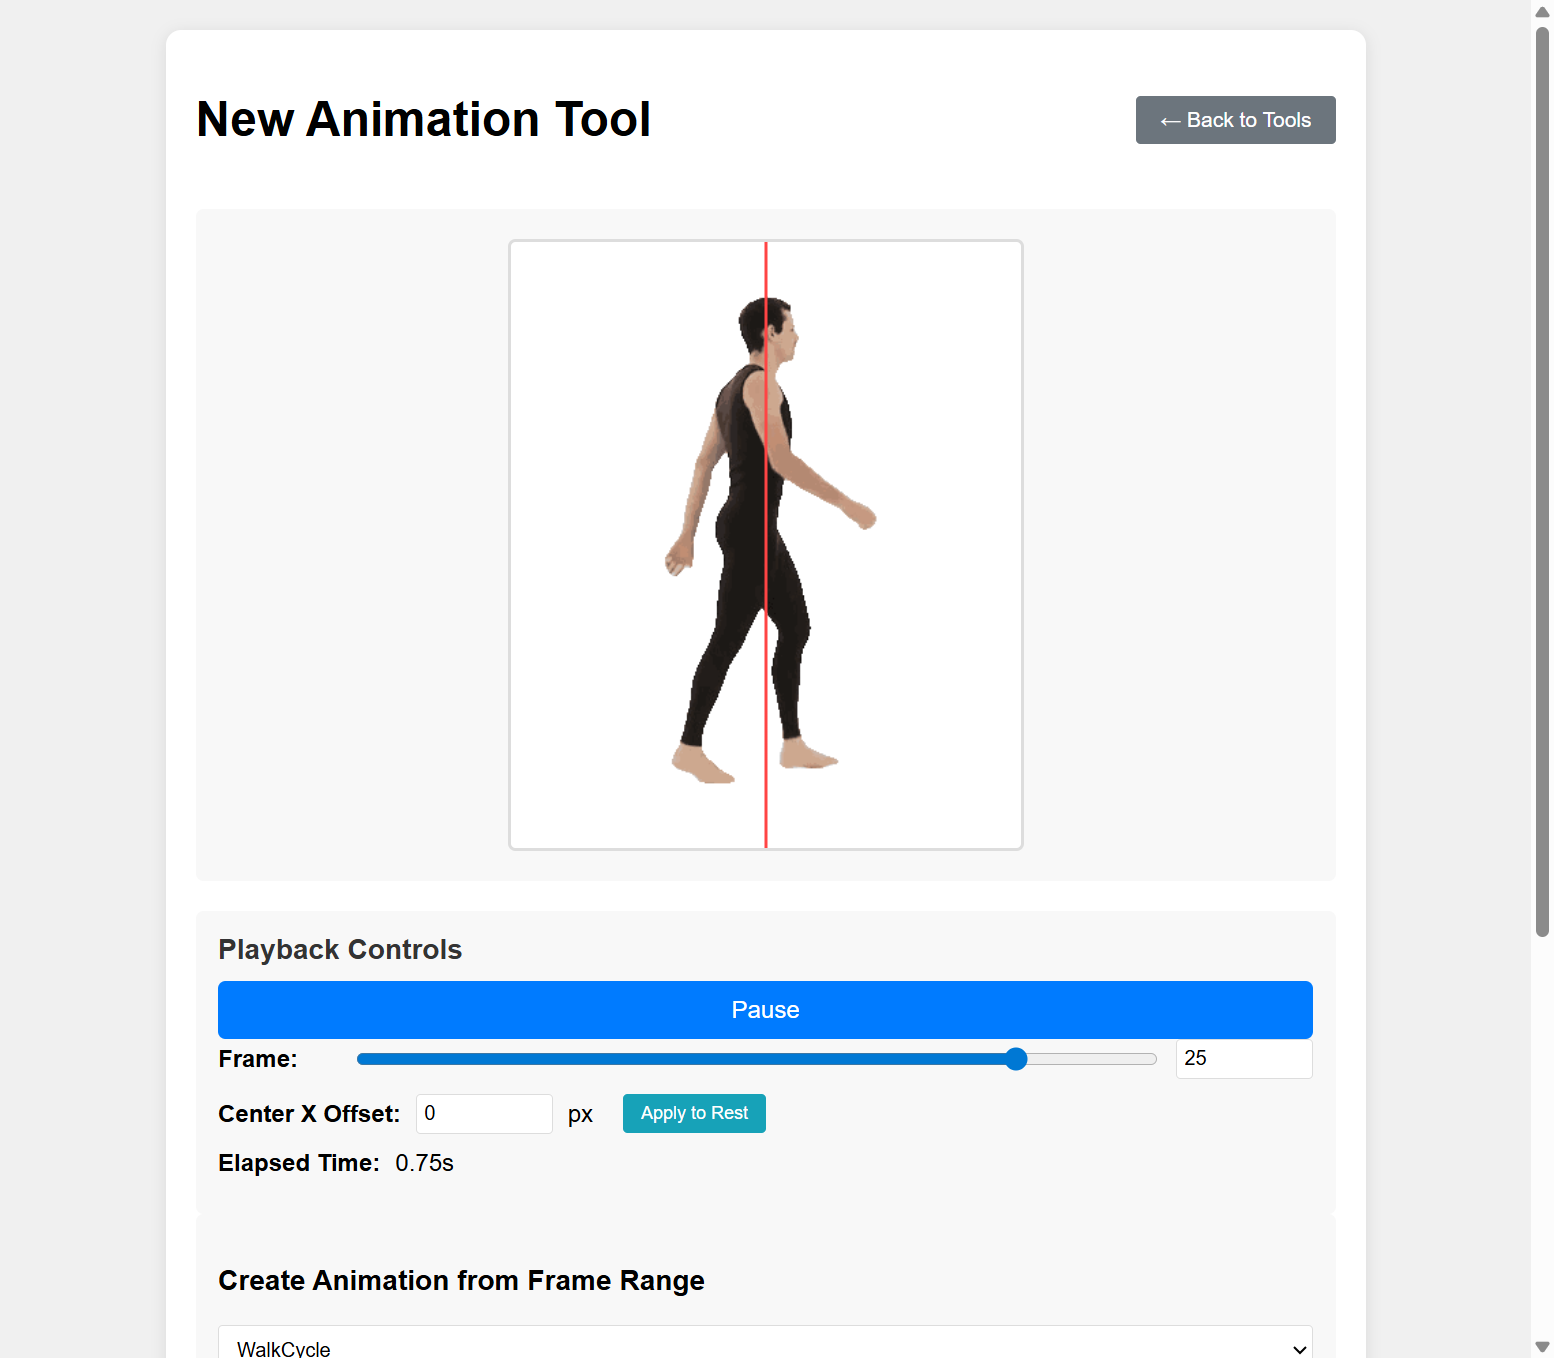 New Animation Tool
← Back to Tools
Playback Controls
Pause
Frame:
25
Center X Offset:
0
px
Apply to Rest
Elapsed Time: 0.75s
Create Animation from Frame Range
WalkCycle